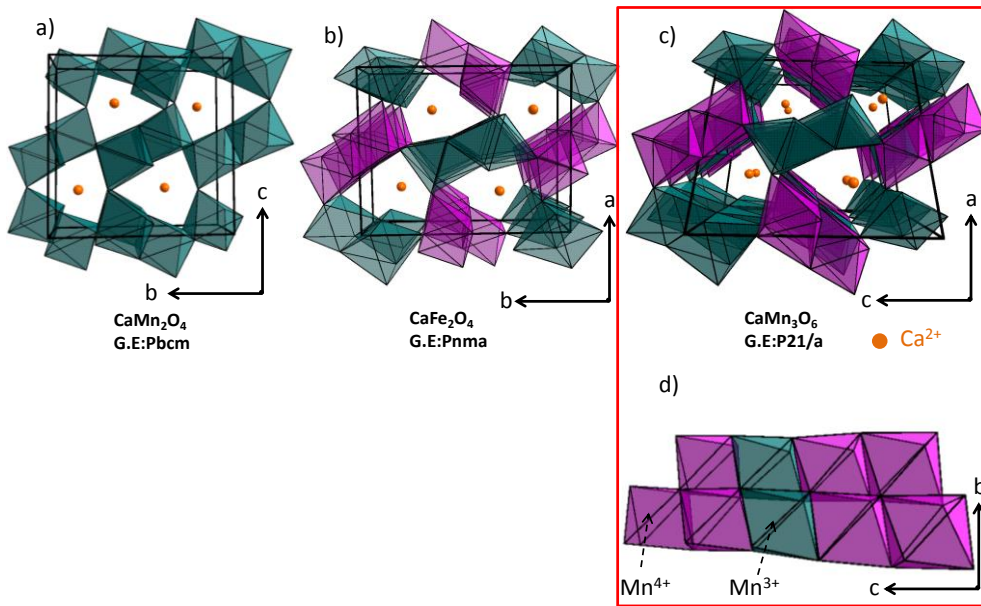 a)
c
b
CaMn₂O₄
G.E:Pbcm
b)
a
b
CaFe₂O₄
G.E:Pnma
c)
a
c
CaMn₃O₆
G.E:P21/a
Ca²⁺
d)
b
Mn⁴⁺
Mn³⁺
c